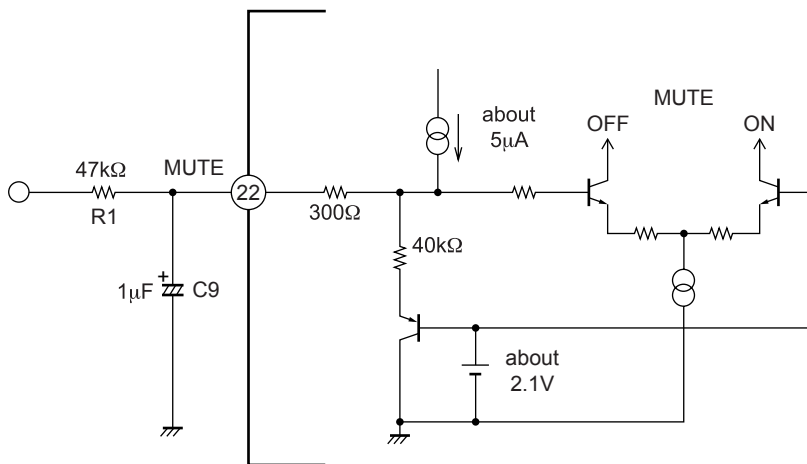 47kΩ
R1
MUTE
22
1μF
C9
300Ω
40kΩ
about
5μA
about
2.1V
MUTE
OFF
ON